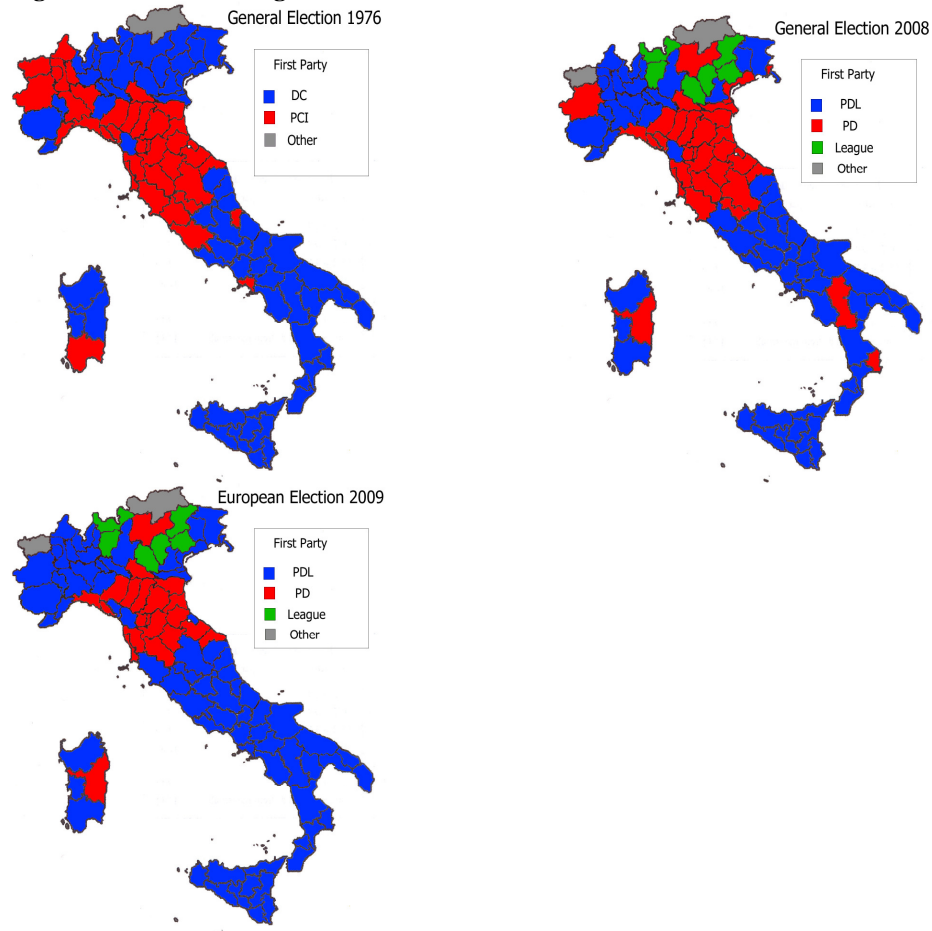 General Election 1976
First Party
DC
PCI
Other
General Election 2008
First Party
PDL
PD
League
Other
European Election 2009
First Party
PDL
PD
League
Other